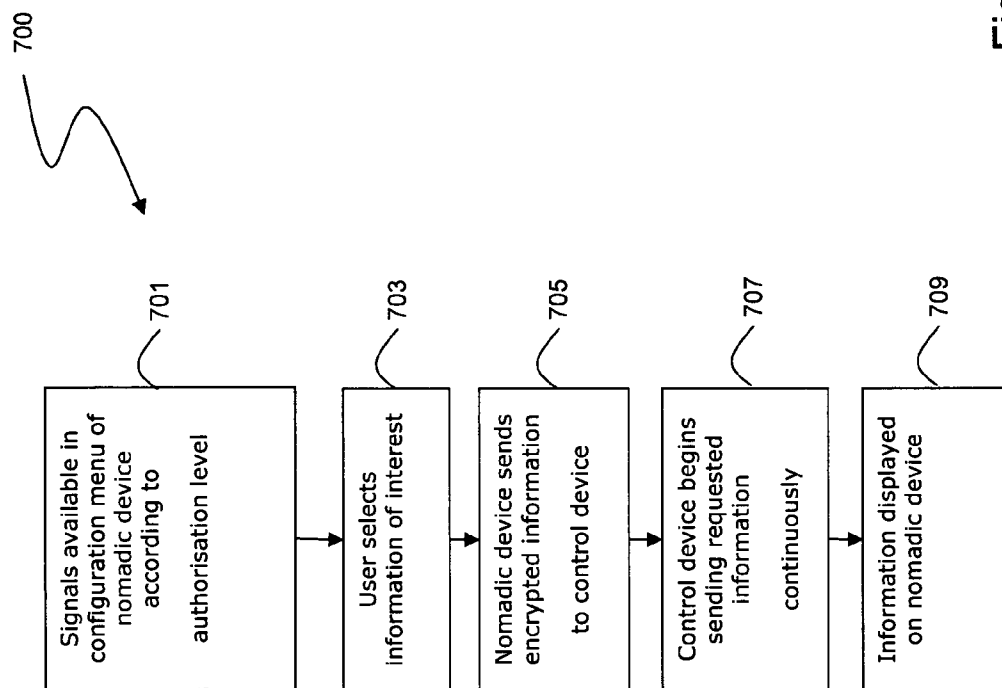 700
701
Signals available in
configuration menu of
nomadic device
according to
authorisation level
703
User selects
information of interest
705
Nomadic device sends
encrypted information
to control device
707
Control device begins
sending requested
information
continuously
709
Information displayed
on nomadic device